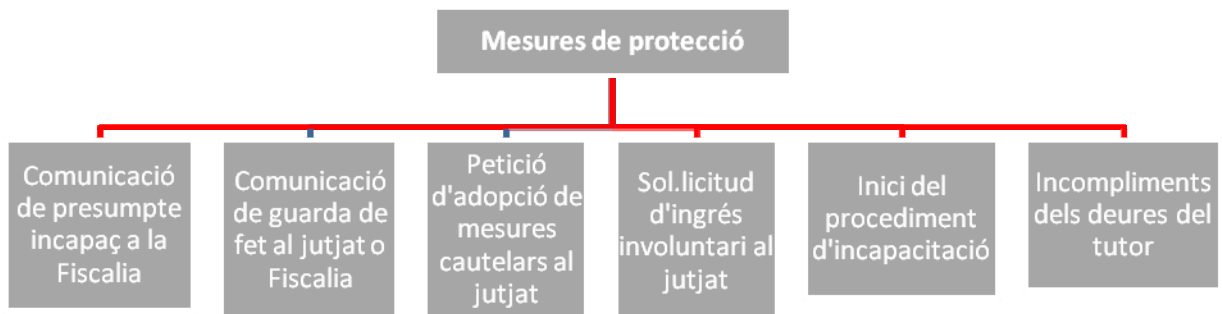 Mesures de protecció
Comunicació
de presumpte
incapaç a la
Fiscalia
Comunicació
de guarda de
fet al jutjat o
Fiscalia
Petició
d'adopció de
mesures
cautelars al
jutjat
Sol.licitud
d'ingrés
involuntari al
jutjat
Inici del
procediment
d'incapacitació
Incompliments
dels deures del
tutor